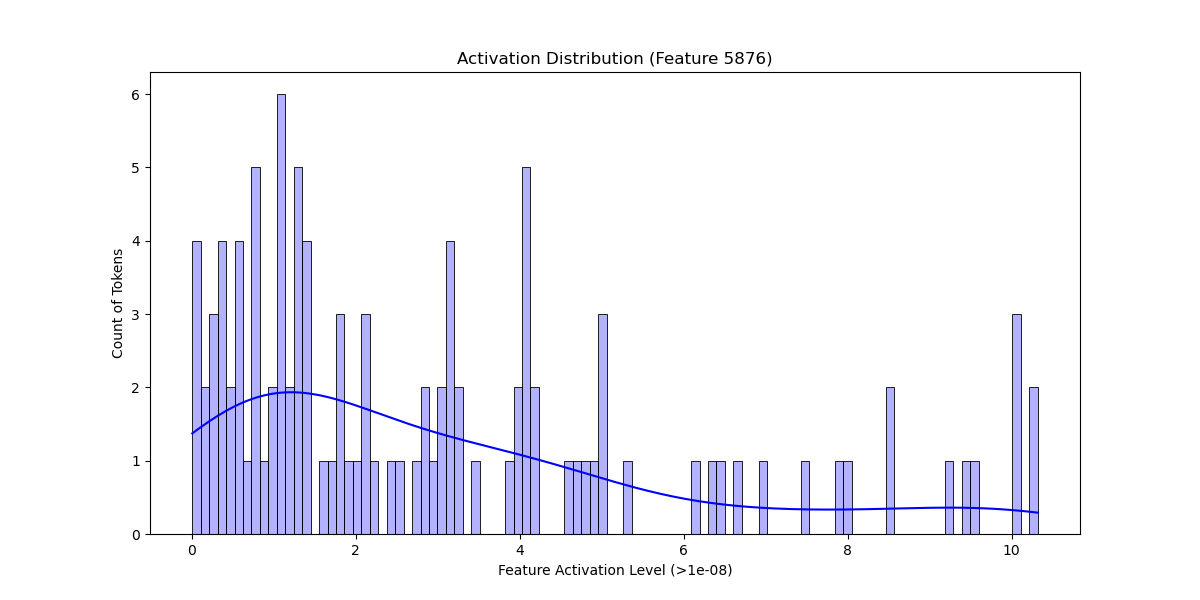 Activation Distribution (Feature 5876)
Count of Tokens
6
5
4
3
2
1
0
0 2 4 6 8 10
Feature Activation Level (>1e-08)